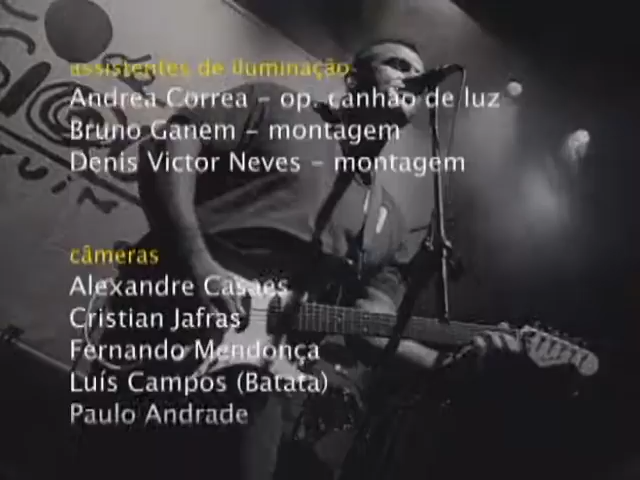 assistentes de iluminação
Andrea Correa - op. canhão de luz
Bruno Ganem - montagem
Denis Victor Neves - montagem
câmeras
Alexandre Casaes
Cristian Jafras
Fernando Mendonça
Luís Campos (Batata)
Paulo Andrade